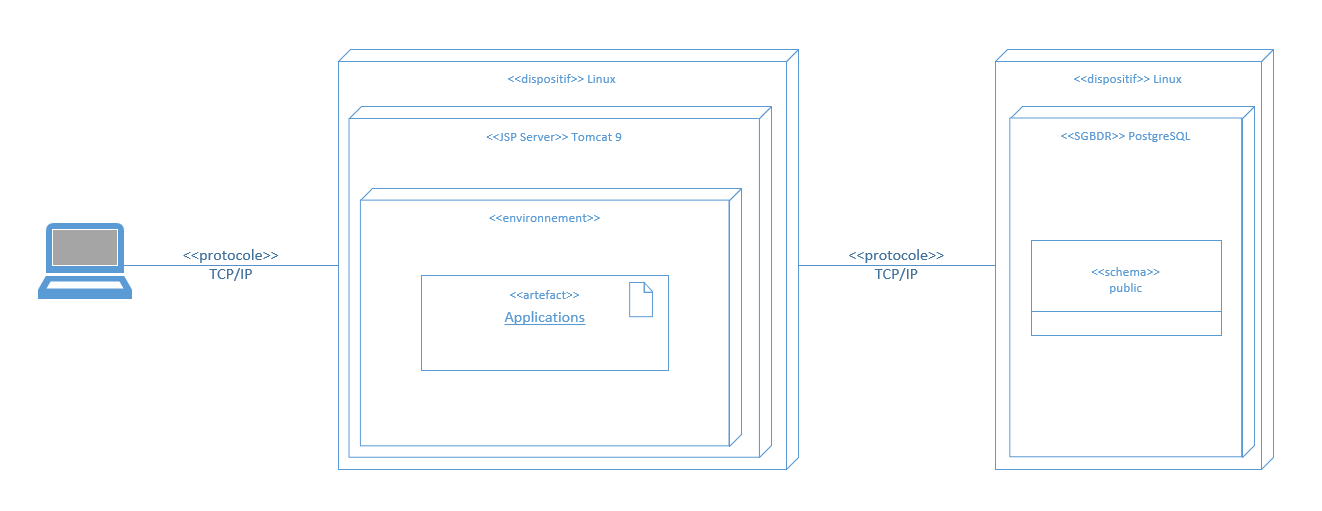 <<protocole>>
TCP/IP
<<dispositif>> Linux
<<JSP Server>> Tomcat 9
<<environnement>>
<<artefact>>
Applications
<<protocole>>
TCP/IP
<<dispositif>> Linux
<<SGBDR>> PostgreSQL
<<schema>>
public